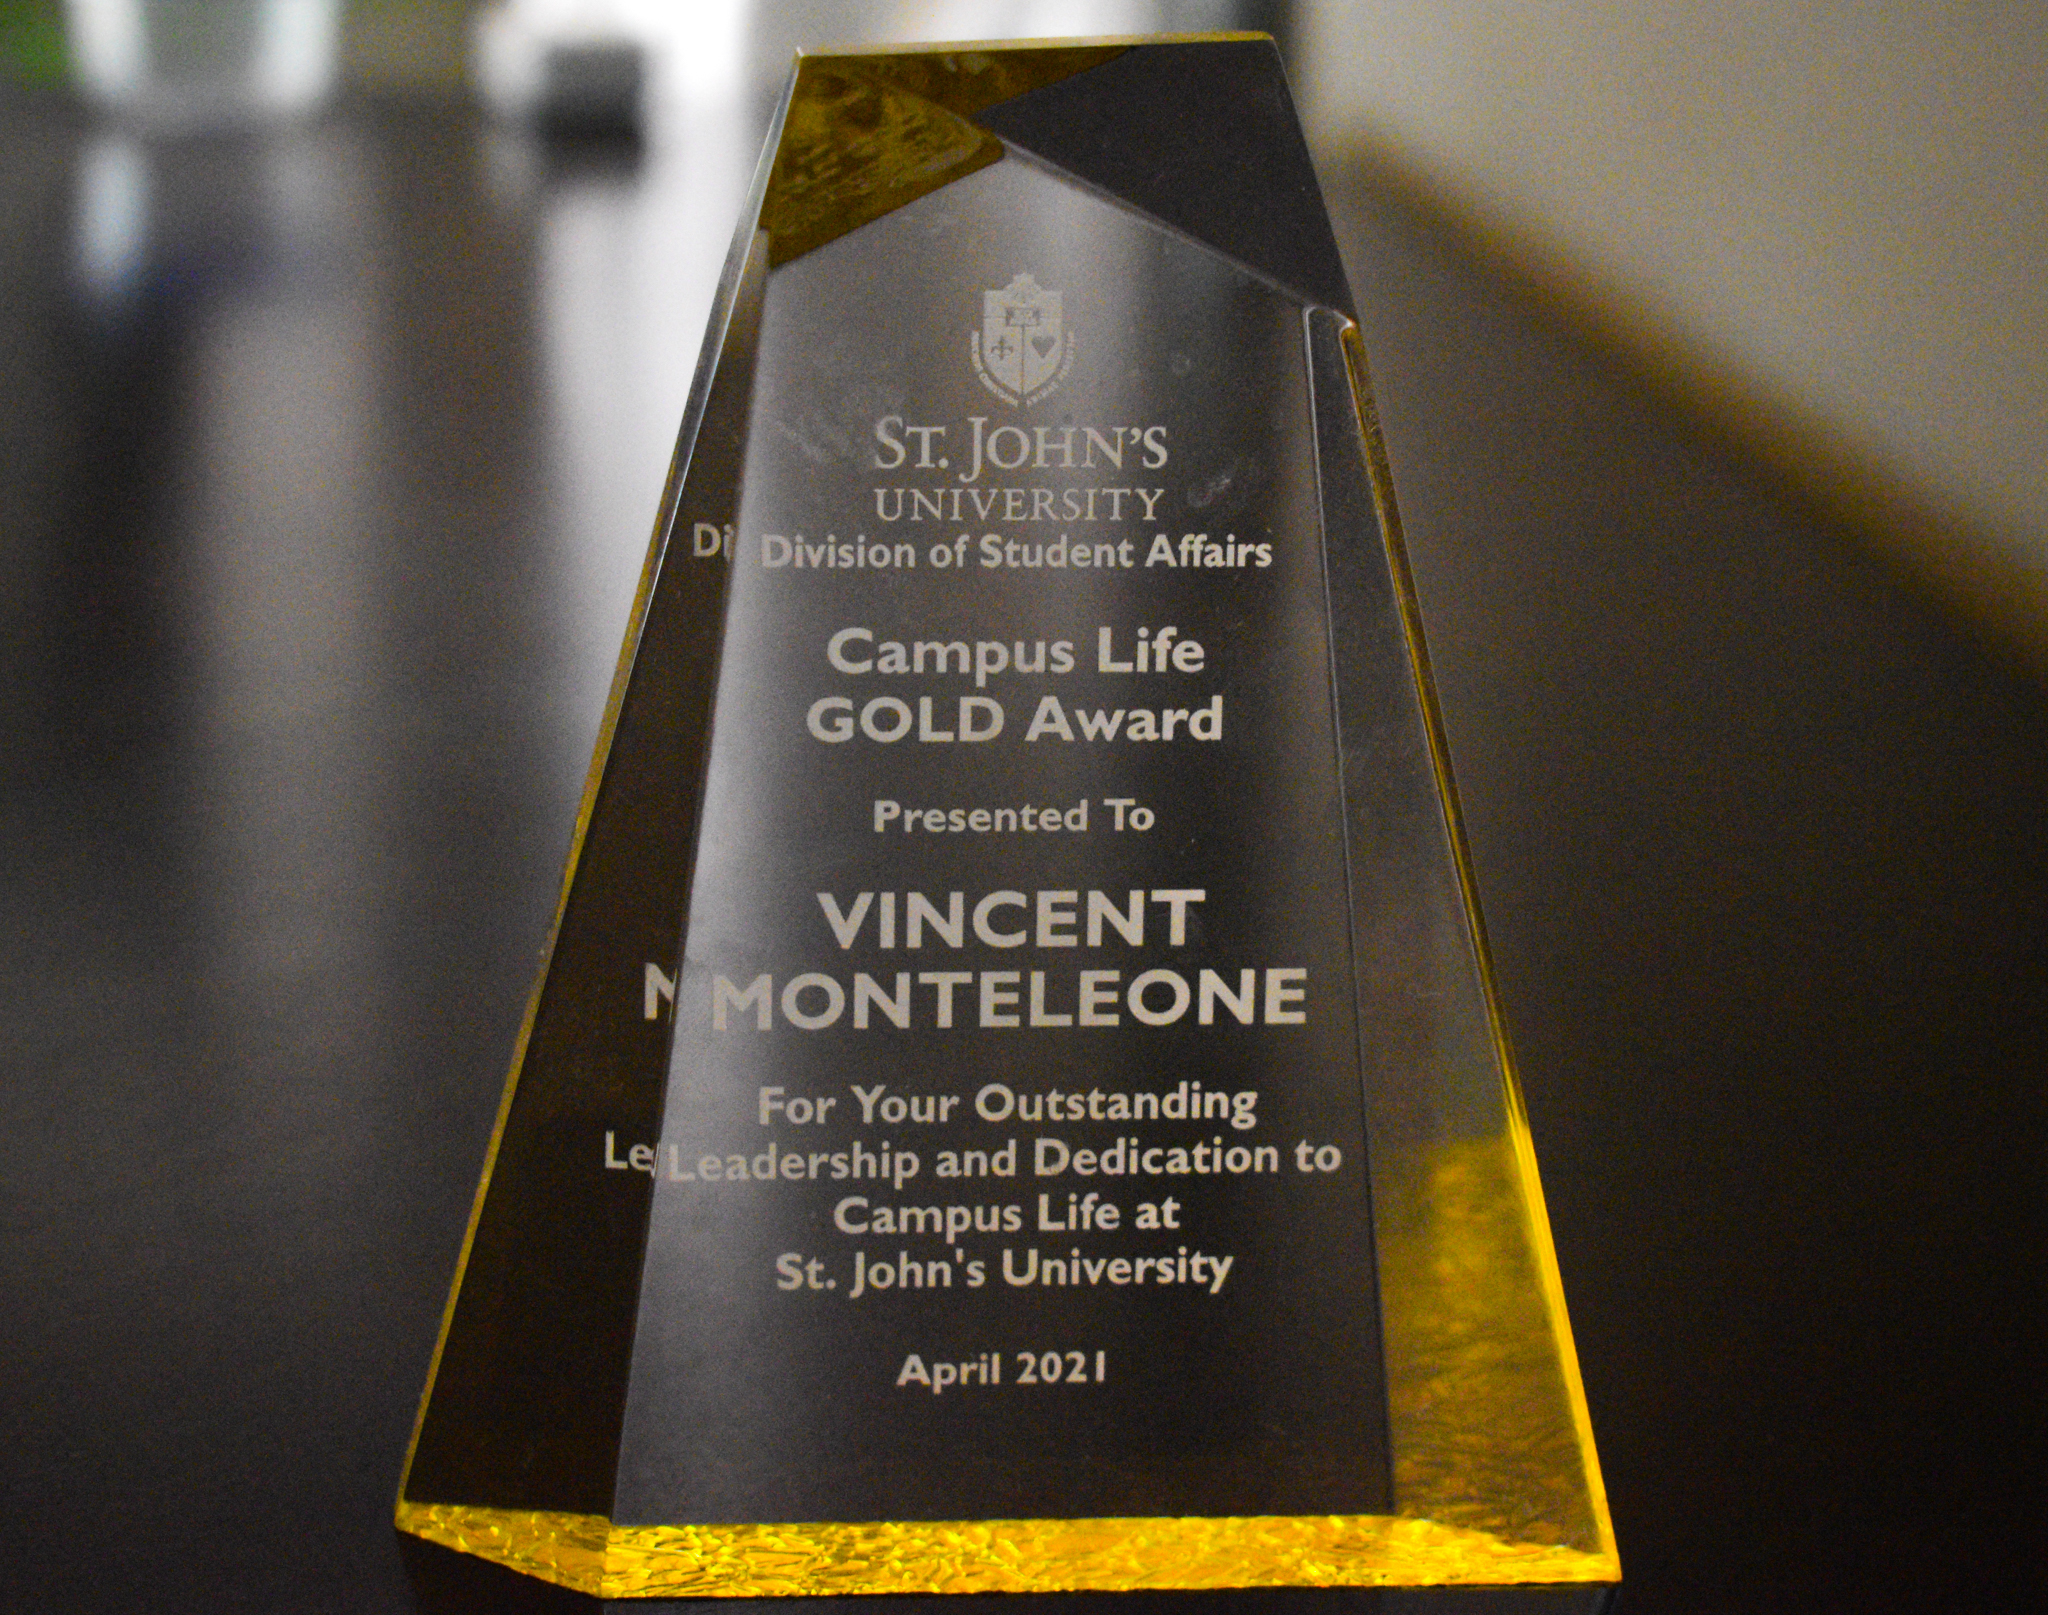 St. John's
University
Division of Student Affairs
Campus Life
GOLD Award
Presented To
VINCENT
MONTELEONE
For Your Outstanding
Leadership and Dedication to
Campus Life at
St. John's University
April 2021